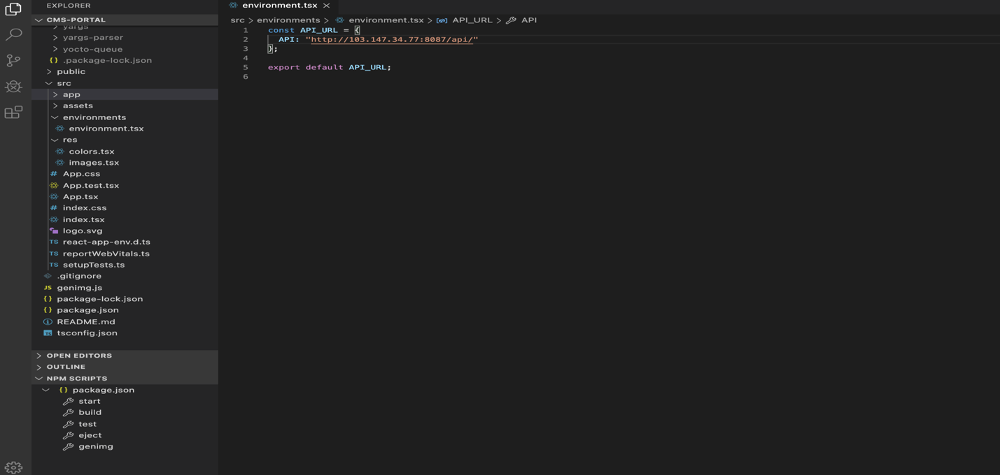 EXPLORER
CMS-PORTAL
yargs
yargs-parser
yocto-queue
{} .package-lock.json
public
src
app
assets
environments
environment.tsx
res
colors.tsx
images.tsx
# App.css
App.test.tsx
App.tsx
# index.css
index.tsx
logo.svg
TS react-app-env.d.ts
TS reportWebVitals.ts
TS setupTests.ts
.gitignore
JS genimg.js
{} package-lock.json
{} package.json
README.md
TS tsconfig.json
OPEN EDITORS
OUTLINE
NPM SCRIPTS
{} package.json
start
build
test
eject
genimg
environment.tsx
src > environments > environment.tsx > API_URL > API
1 const API_URL = {
2 API: "http://103.147.34.77:8087/api/"
3 };
4
5 export default API_URL;
6